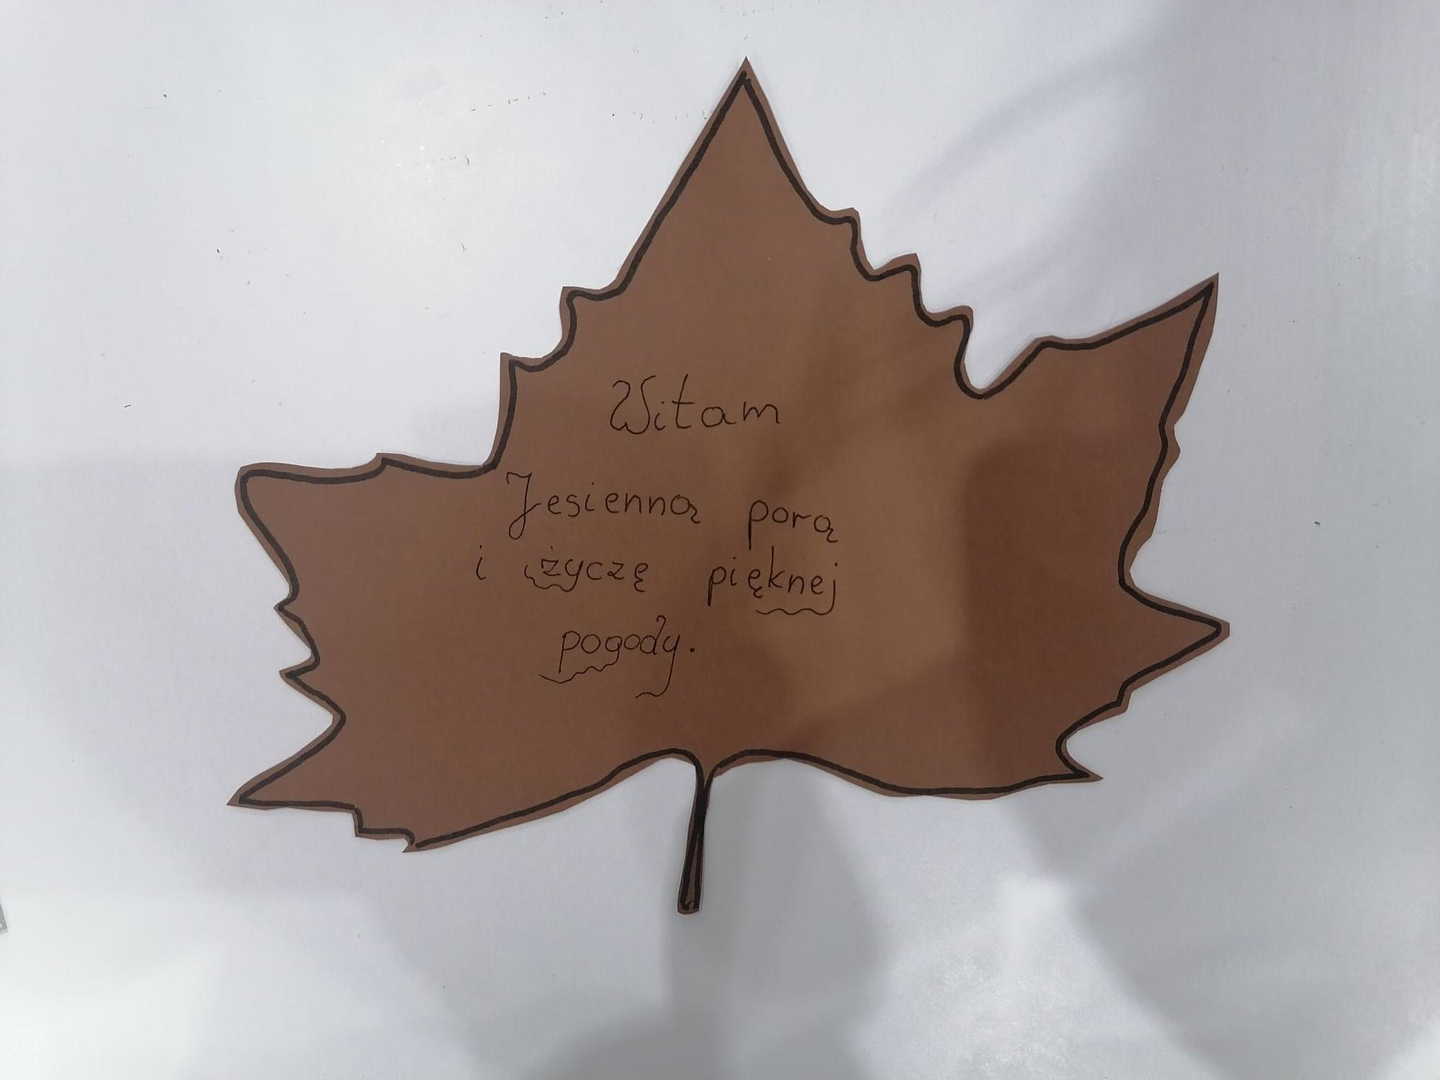 Witam
Jesienną porą
i życzę pięknej
pogody.